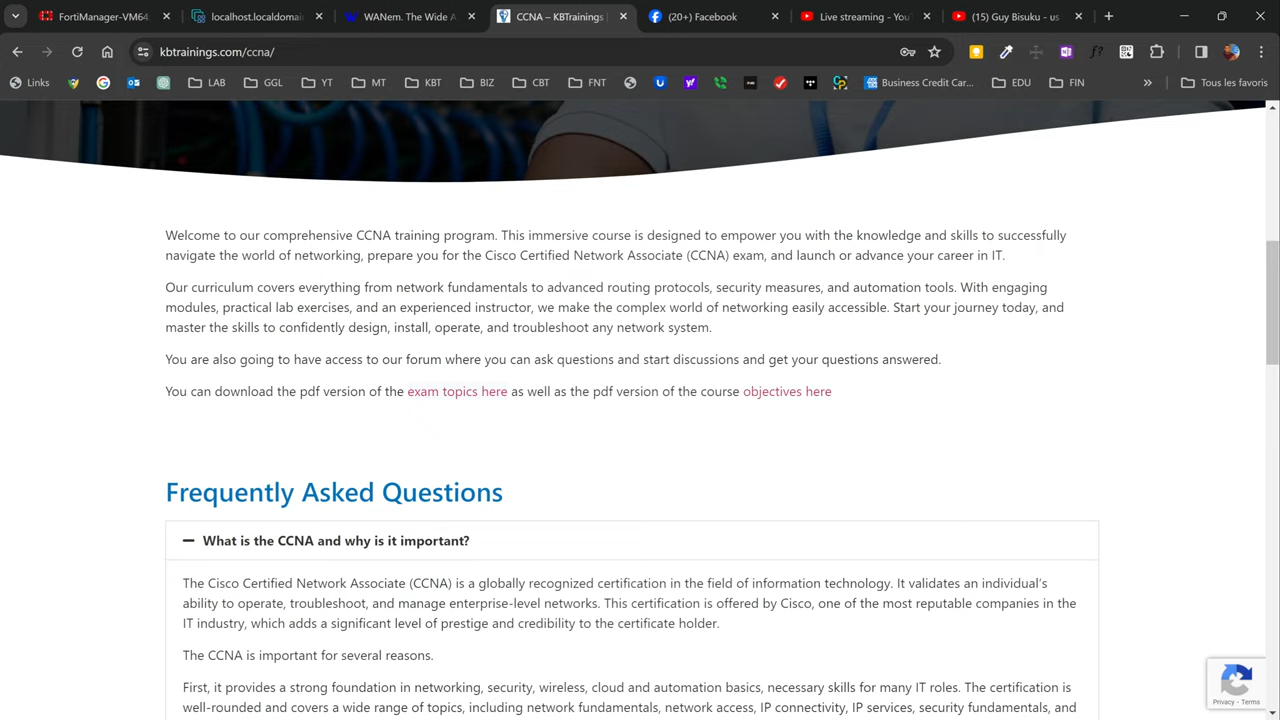 FortiManager-VM64
localhost.localdomai
WANem. The Wide A
CCNA – KBTrainings
(20+) Facebook
Live streaming - YouT
(15) Guy Bisuku - us
kbtrainings.com/ccna/
Links
LAB
GGL
YT
MT
KBT
BIZ
CBT
FNT
Business Credit Car...
EDU
FIN
Tous les favoris
Welcome to our comprehensive CCNA training program. This immersive course is designed to empower you with the knowledge and skills to successfully
navigate the world of networking, prepare you for the Cisco Certified Network Associate (CCNA) exam, and launch or advance your career in IT.
Our curriculum covers everything from network fundamentals to advanced routing protocols, security measures, and automation tools. With engaging
modules, practical lab exercises, and an experienced instructor, we make the complex world of networking easily accessible. Start your journey today, and
master the skills to confidently design, install, operate, and troubleshoot any network system.
You are also going to have access to our forum where you can ask questions and start discussions and get your questions answered.
You can download the pdf version of the exam topics here as well as the pdf version of the course objectives here
Frequently Asked Questions
What is the CCNA and why is it important?
The Cisco Certified Network Associate (CCNA) is a globally recognized certification in the field of information technology. It validates an individual's
ability to operate, troubleshoot, and manage enterprise-level networks. This certification is offered by Cisco, one of the most reputable companies in the
IT industry, which adds a significant level of prestige and credibility to the certificate holder.
The CCNA is important for several reasons.
First, it provides a strong foundation in networking, security, wireless, cloud and automation basics, necessary skills for many IT roles. The certification is
well-rounded and covers a wide range of topics, including network fundamentals, network access, IP connectivity, IP services, security fundamentals, and
Privacy - Terms